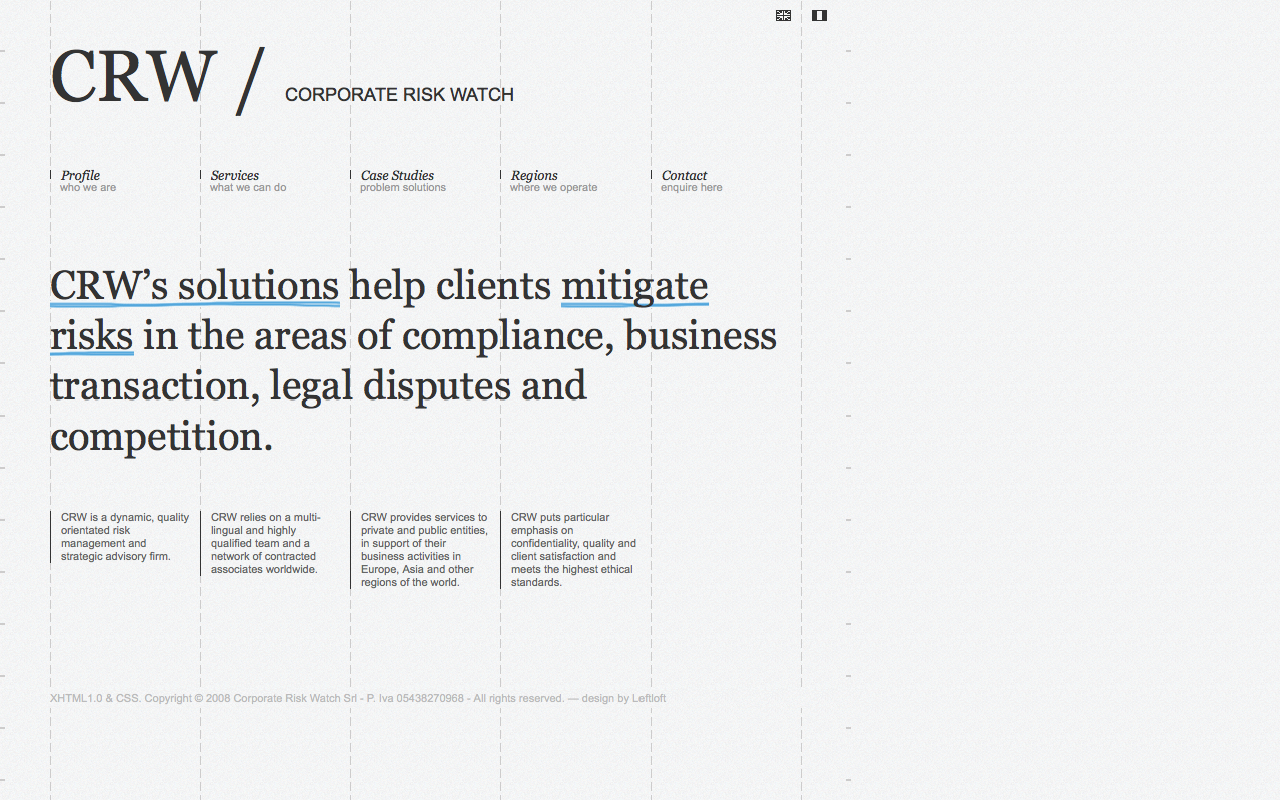 CRW / CORPORATE RISK WATCH
Profile
who we are
Services
what we can do
Case Studies
problem solutions
Regions
where we operate
Contact
enquire here
CRW’s solutions help clients mitigate
risks in the areas of compliance, business
transaction, legal disputes and
competition.
CRW is a dynamic, quality
orientated risk
management and
strategic advisory firm.
CRW relies on a multi-
lingual and highly
qualified team and a
network of contracted
associates worldwide.
CRW provides services to
private and public entities,
in support of their
business activities in
Europe, Asia and other
regions of the world.
CRW puts particular
emphasis on
confidentiality, quality and
client satisfaction and
meets the highest ethical
standards.
XHTML1.0 & CSS. Copyright © 2008 Corporate Risk Watch Srl - P. Iva 05438270968 - All rights reserved. — design by Leftloft